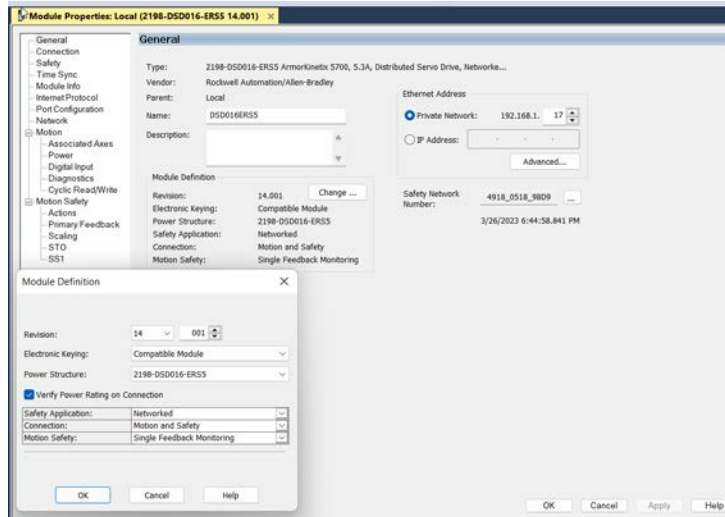 Module Properties: Local (2198-DSD016-ERS5 14.001) ×
General
Connection
Safety
Time Sync
Module Info
Internet Protocol
Port Configuration
Network
Motion
Associated Axes
Power
Digital Input
Diagnostics
Cyclic Read/Write
Motion Safety
Actions
Primary Feedback
Scaling
STO
SS1
General
Type: 2198-DSD016-ERS5 ArmorKinetix 5700, 5.3A, Distributed Servo Drive, Networke...
Vendor: Rockwell Automation/Allen-Bradley
Parent: Local
Name: DSD016ERS5
Description:
Ethernet Address
Private Network: 192.168.1. 17
IP Address: . . .
Advanced...
Module Definition
Revision: 14.001 Change ...
Electronic Keying: Compatible Module
Power Structure: 2198-DSD016-ERS5
Safety Application: Networked
Connection: Motion and Safety
Motion Safety: Single Feedback Monitoring
Safety Network Number: 4918_0518_9BD9 ...
3/26/2023 6:44:58.841 PM
Module Definition ×
Revision: 14 001
Electronic Keying: Compatible Module
Power Structure: 2198-DSD016-ERS5
Verify Power Rating on Connection
Safety Application: Networked
Connection: Motion and Safety
Motion Safety: Single Feedback Monitoring
OK Cancel Help
OK Cancel Apply Help